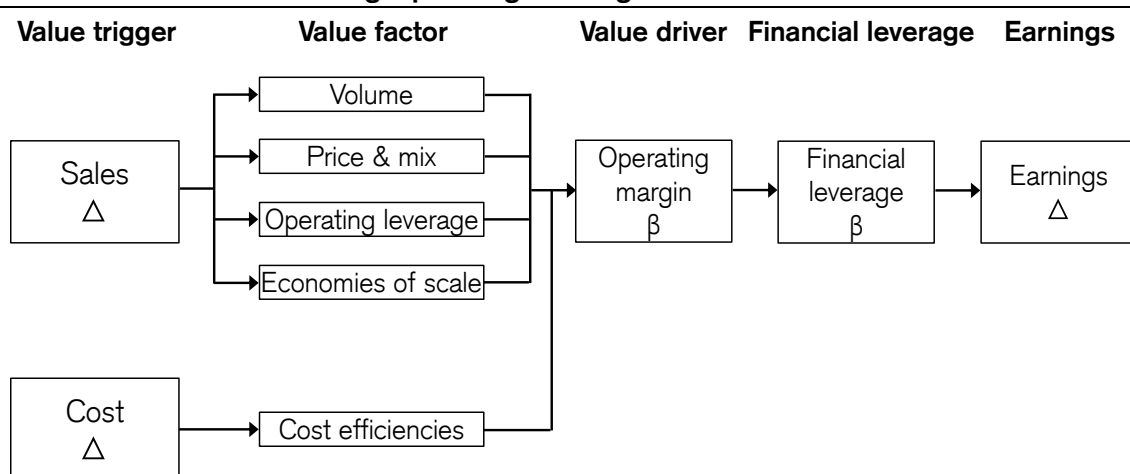 Value trigger
Value factor
Value driver
Financial leverage
Earnings
Sales
Δ
Volume
Price & mix
Operating leverage
Economies of scale
Operating
margin
β
Financial
leverage
β
Earnings
Δ
Cost
Δ
Cost efficiencies